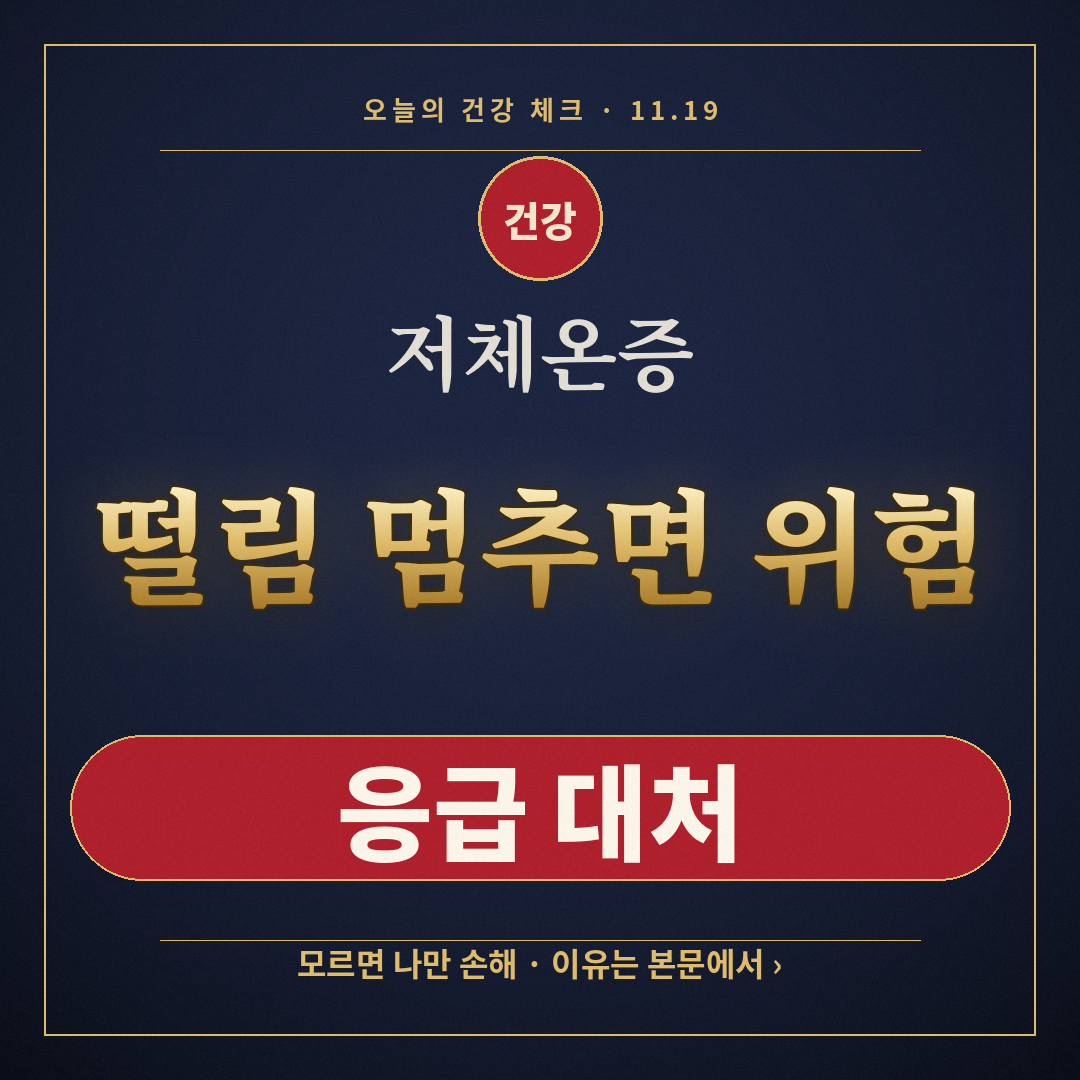 오늘의 건강 체크 · 11.19
건강
저체온증
떨림 멈추면 위험
응급 대처
모르면 나만 손해 · 이유는 본문에서 ›